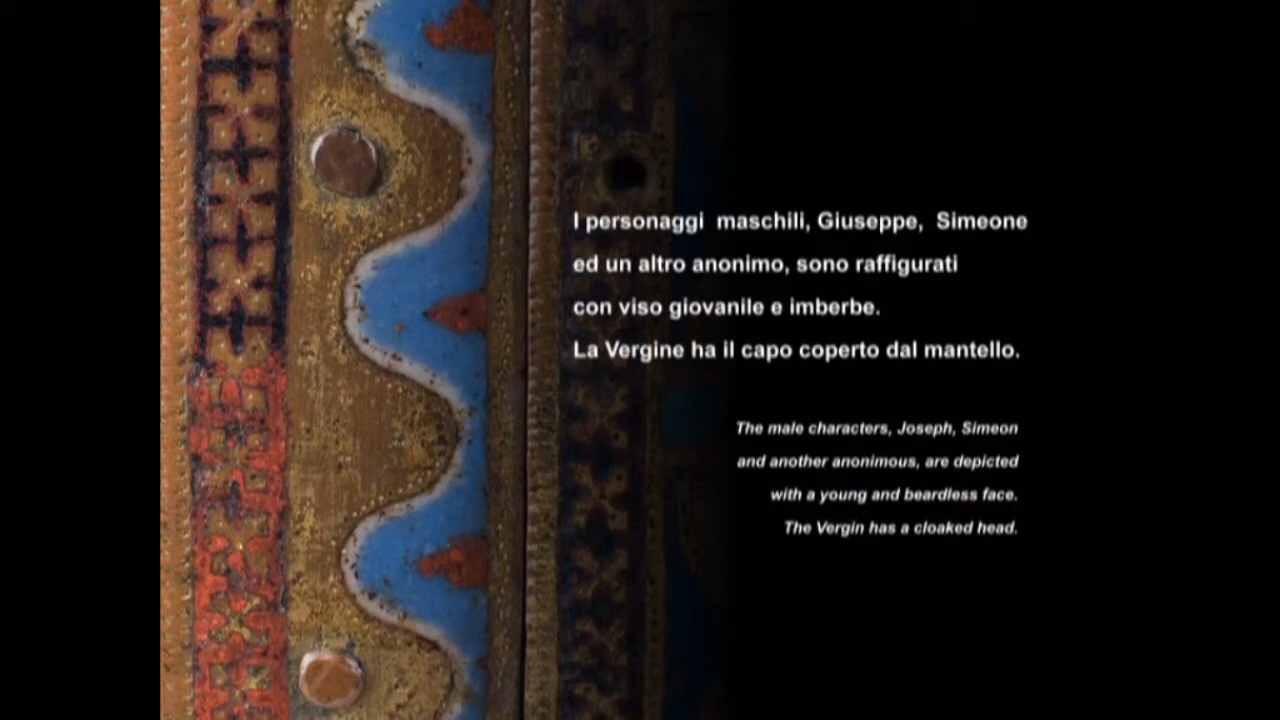 I personaggi maschili, Giuseppe, Simeone
ed un altro anonimo, sono raffigurati
con viso giovanile e imberbe.
La Vergine ha il capo coperto dal mantello.
The male characters, Joseph, Simeon
and another anonimous, are depicted
with a young and beardless face.
The Vergin has a cloaked head.